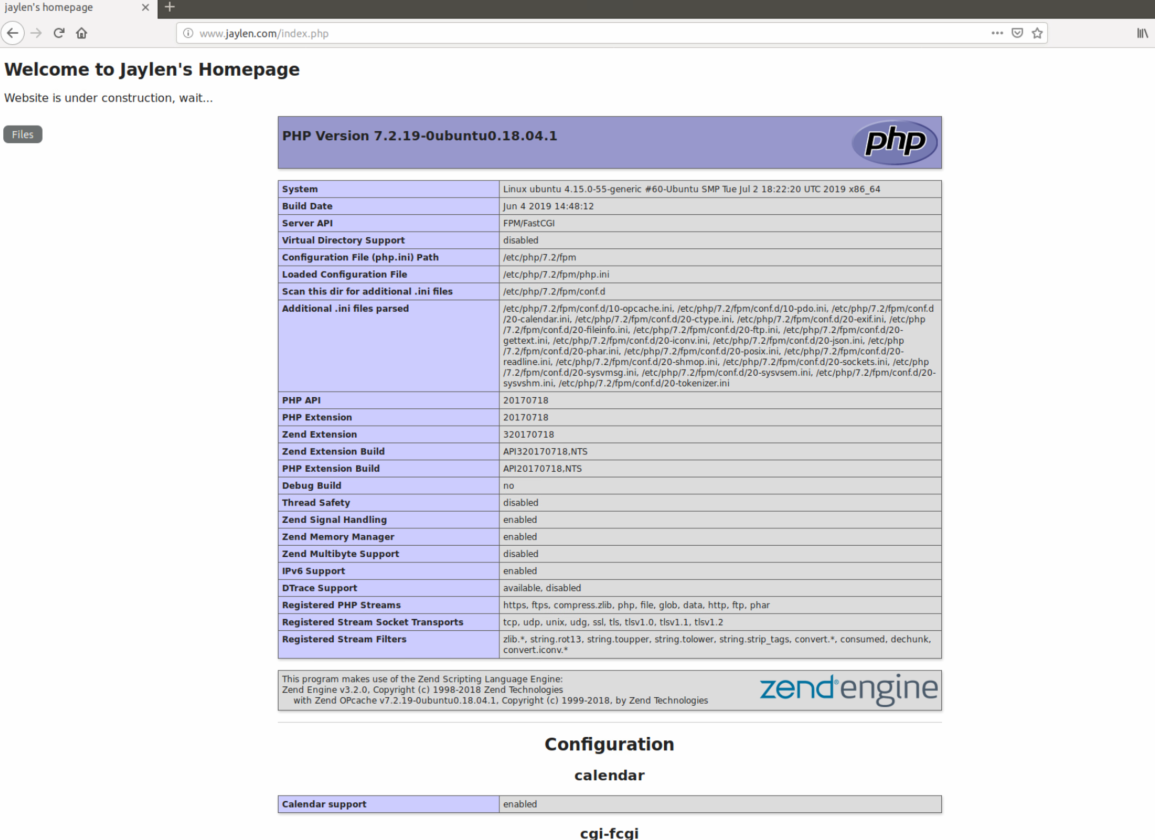 jaylen's homepage
www.jaylen.com/index.php
Welcome to Jaylen's Homepage
Website is under construction, wait...
Files
PHP Version 7.2.19-0ubuntu0.18.04.1
php
System Linux ubuntu 4.15.0-55-generic #60-Ubuntu SMP Tue Jul 2 18:22:20 UTC 2019 x86_64
Build Date Jun 4 2019 14:48:12
Server API FPM/FastCGI
Virtual Directory Support disabled
Configuration File (php.ini) Path /etc/php/7.2/fpm
Loaded Configuration File /etc/php/7.2/fpm/php.ini
Scan this dir for additional .ini files /etc/php/7.2/fpm/conf.d
Additional .ini files parsed /etc/php/7.2/fpm/conf.d/10-opcache.ini, /etc/php/7.2/fpm/conf.d/10-pdo.ini, /etc/php/7.2/fpm/conf.d
/20-calendar.ini, /etc/php/7.2/fpm/conf.d/20-ctype.ini, /etc/php/7.2/fpm/conf.d/20-exif.ini, /etc/php
/7.2/fpm/conf.d/20-fileinfo.ini, /etc/php/7.2/fpm/conf.d/20-ftp.ini, /etc/php/7.2/fpm/conf.d/20-
gettext.ini, /etc/php/7.2/fpm/conf.d/20-iconv.ini, /etc/php/7.2/fpm/conf.d/20-json.ini, /etc/php
/7.2/fpm/conf.d/20-phar.ini, /etc/php/7.2/fpm/conf.d/20-posix.ini, /etc/php/7.2/fpm/conf.d/20-
readline.ini, /etc/php/7.2/fpm/conf.d/20-shmop.ini, /etc/php/7.2/fpm/conf.d/20-sockets.ini, /etc/php
/7.2/fpm/conf.d/20-sysvmsg.ini, /etc/php/7.2/fpm/conf.d/20-sysvsem.ini, /etc/php/7.2/fpm/conf.d/20-
sysvshm.ini, /etc/php/7.2/fpm/conf.d/20-tokenizer.ini
PHP API 20170718
PHP Extension 20170718
Zend Extension 320170718
Zend Extension Build API320170718,NTS
PHP Extension Build API20170718,NTS
Debug Build no
Thread Safety disabled
Zend Signal Handling enabled
Zend Memory Manager enabled
Zend Multibyte Support disabled
IPv6 Support enabled
DTrace Support available, disabled
Registered PHP Streams https, ftps, compress.zlib, php, file, glob, data, http, ftp, phar
Registered Stream Socket Transports tcp, udp, unix, udg, ssl, tls, tlsv1.0, tlsv1.1, tlsv1.2
Registered Stream Filters zlib.*, string.rot13, string.toupper, string.tolower, string.strip_tags, convert.*, consumed, dechunk,
convert.iconv.*
This program makes use of the Zend Scripting Language Engine:
Zend Engine v3.2.0, Copyright (c) 1998-2018 Zend Technologies
with Zend OPcache v7.2.19-0ubuntu0.18.04.1, Copyright (c) 1999-2018, by Zend Technologies
zend engine
Configuration
calendar
Calendar support enabled
cgi-fcgi